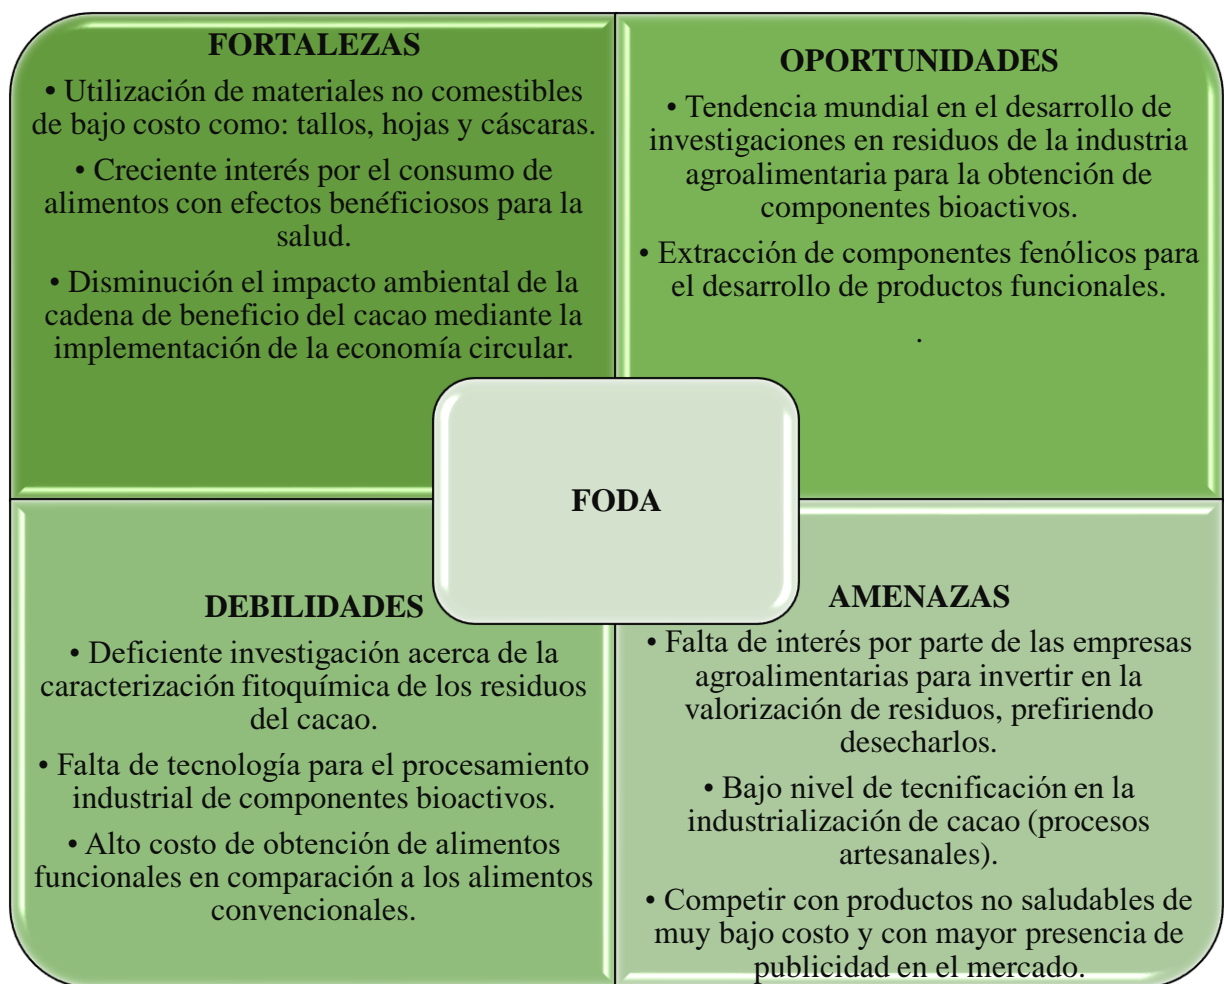 FORTALEZAS
• Utilización de materiales no comestibles
de bajo costo como: tallos, hojas y cáscaras.
• Creciente interés por el consumo de
alimentos con efectos benéficiosos para la
salud.
• Disminución el impacto ambiental de la
cadena de beneficio del cacao mediante la
implementación de la economía circular.
OPORTUNIDADES
• Tendencia mundial en el desarrollo de
investigaciones en residuos de la industria
agroalimentaria para la obtención de
componentes bioactivos.
• Extracción de componentes fenólicos para
el desarrollo de productos funcionales.
.
FODA
DEBILIDADES
• Deficiente investigación acerca de la
caracterización fitoquímica de los residuos
del cacao.
• Falta de tecnología para el procesamiento
industrial de componentes bioactivos.
• Alto costo de obtención de alimentos
funcionales en comparación a los alimentos
convencionales.
AMENAZAS
• Falta de interés por parte de las empresas
agroalimentarias para invertir en la
valorización de residuos, prefiriendo
desecharlos.
• Bajo nivel de tecnificación en la
industrialización de cacao (procesos
artesanales).
• Competir con productos no saludables de
muy bajo costo y con mayor presencia de
publicidad en el mercado.